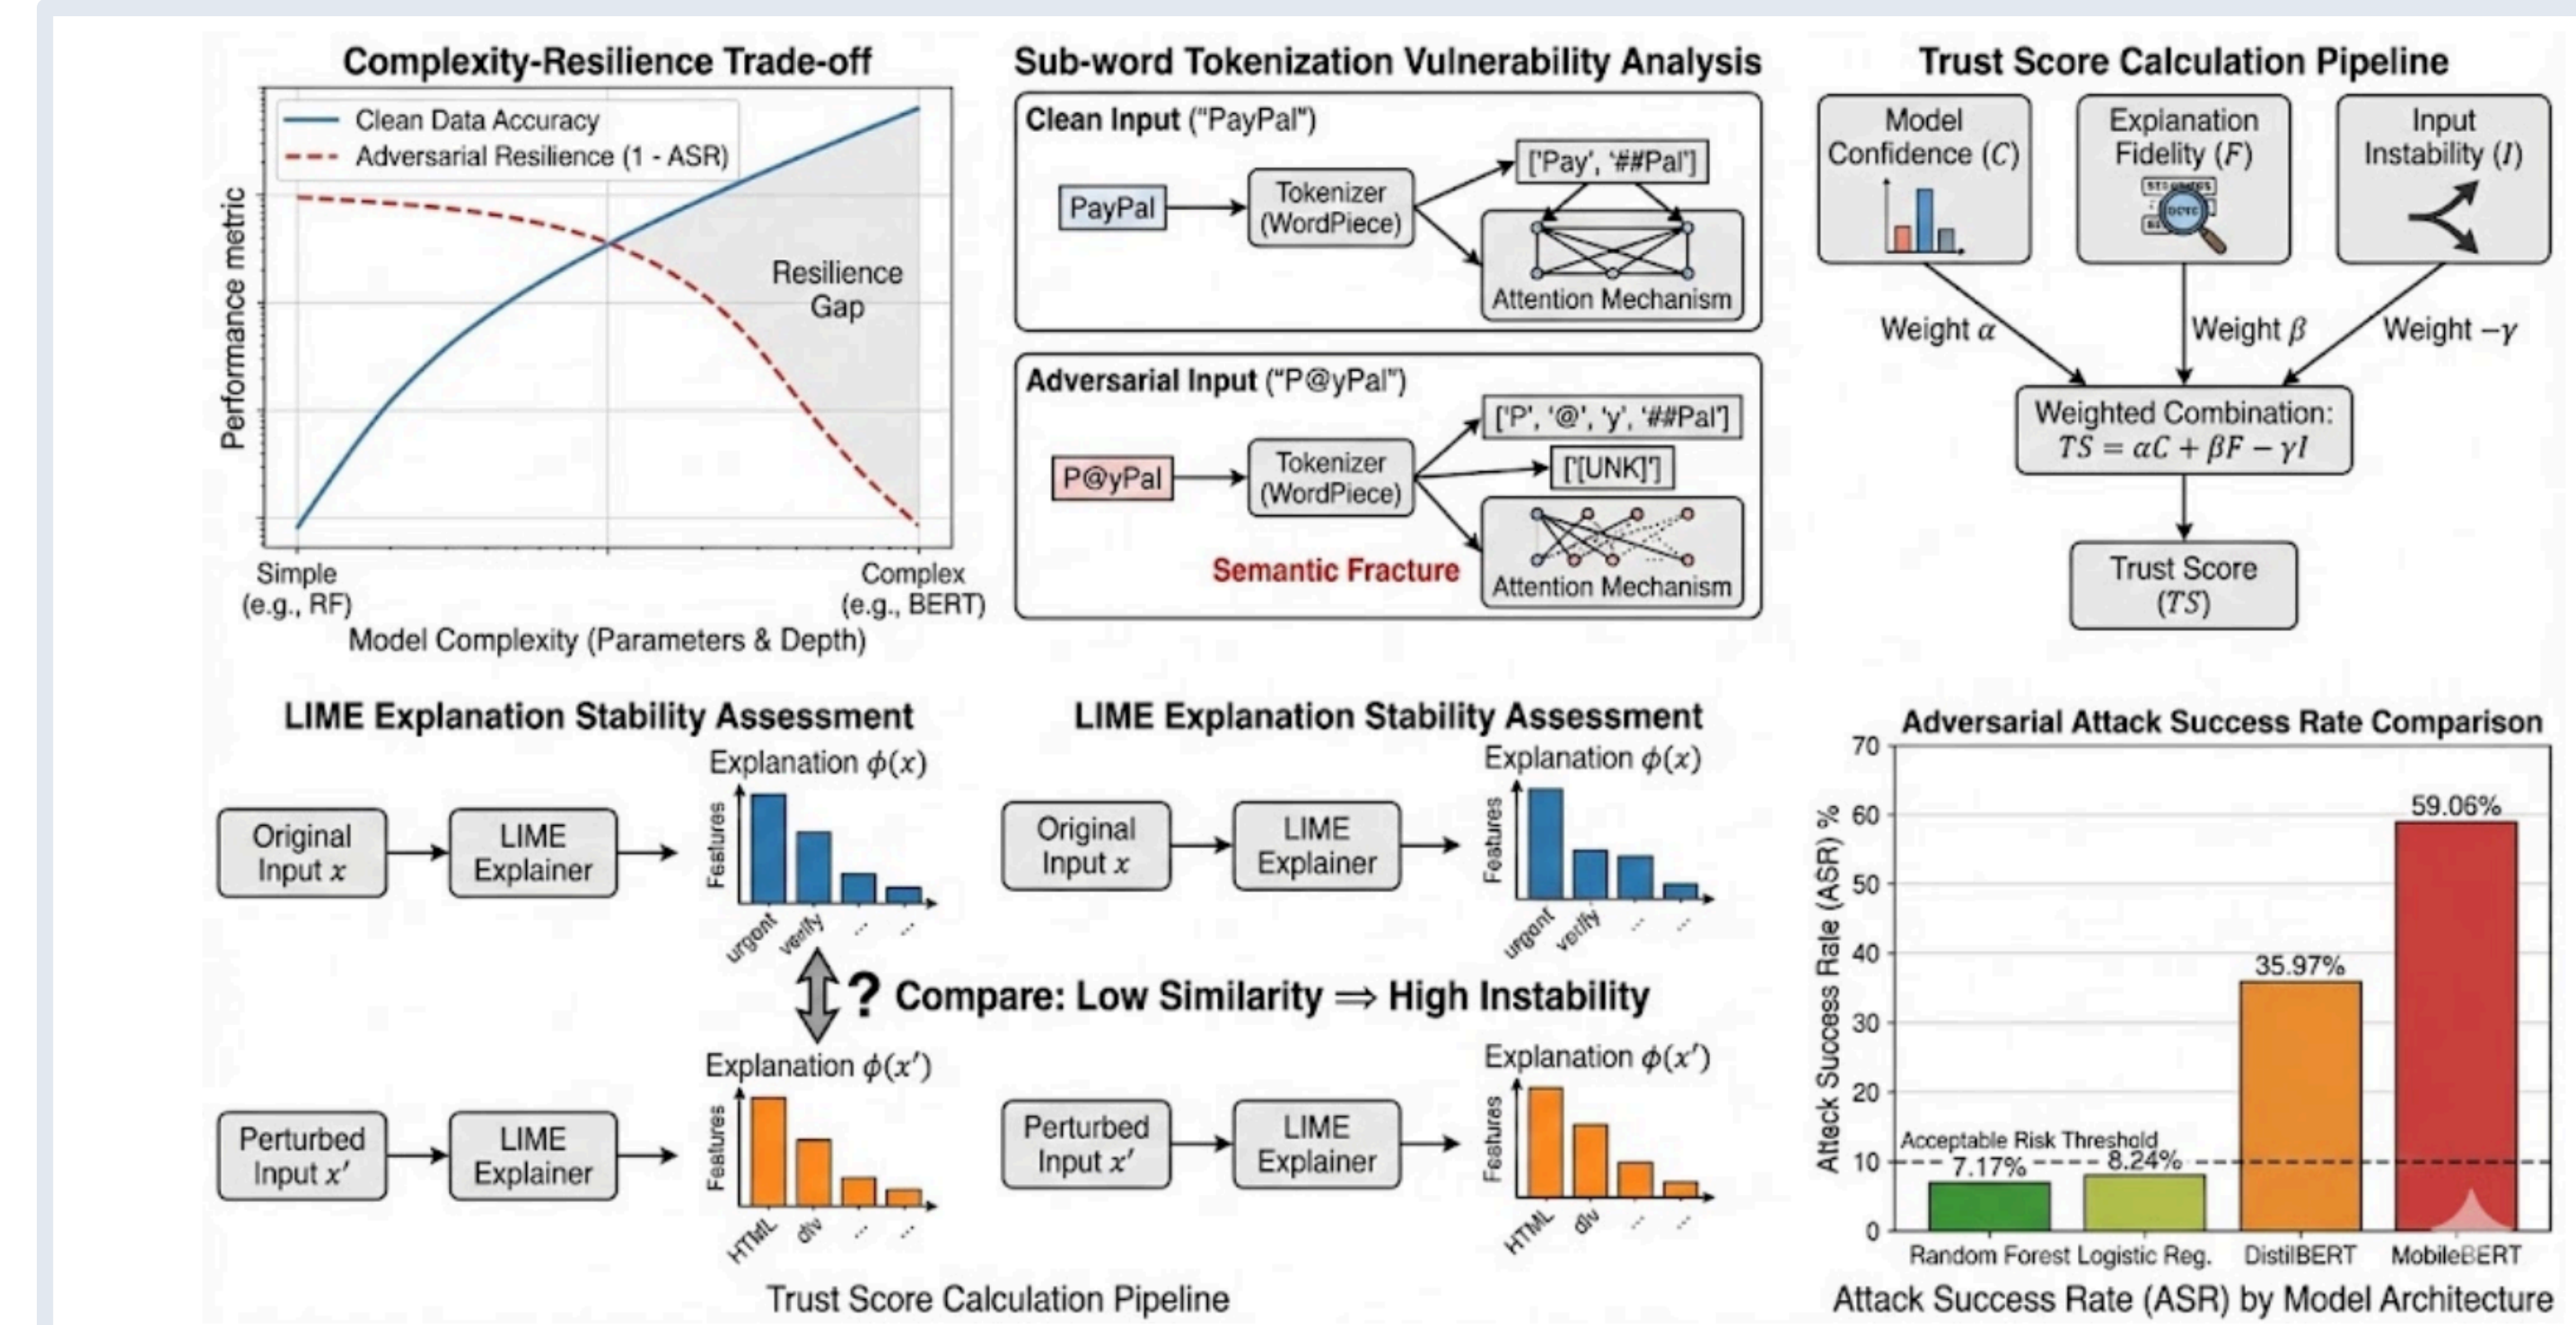 Complexity-Resilience Trade-off
Clean Data Accuracy
Adversarial Resilience (1 - ASR)
Performance metric
Resilience
Gap
Simple
(e.g., RF)
Complex
(e.g., BERT)
Model Complexity (Parameters & Depth)
Sub-word Tokenization Vulnerability Analysis
Clean Input ("PayPal")
PayPal
Tokenizer
(WordPiece)
['Pay', '##Pal']
Attention Mechanism
Adversarial Input ("P@yPal")
P@yPal
Tokenizer
(WordPiece)
['P', '@', 'y', '##Pal']
['[UNK]']
Semantic Fracture
Attention Mechanism
Trust Score Calculation Pipeline
Model
Confidence (C)
Explanation
Fidelity (F)
Input
Instability (I)
Weight α
Weight β
Weight −γ
Weighted Combination:
TS = αC + βF − γI
Trust Score
(TS)
LIME Explanation Stability Assessment
Explanation ϕ(x)
Original
Input x
LIME
Explainer
Features
urgont
verify
...
...
? Compare: Low Similarity ⟹ High Instability
Explanation ϕ(x′)
Perturbed
Input x′
LIME
Explainer
Features
HTML
div
...
...
LIME Explanation Stability Assessment
Explanation ϕ(x)
Original
Input x
LIME
Explainer
Features
urgont
...
...
Explanation ϕ(x′)
Perturbed
Input x′
LIME
Explainer
Features
HTML
div
...
...
Trust Score Calculation Pipeline
Adversarial Attack Success Rate Comparison
Atteck Success Rate (ASR) %
70
60
50
40
30
20
10
0
59.06%
35.97%
Acceptable Risk Threshold
7.17%
8.24%
Random Forest
Logistic Reg.
DistilBERT
MobileBERT
Attack Success Rate (ASR) by Model Architecture